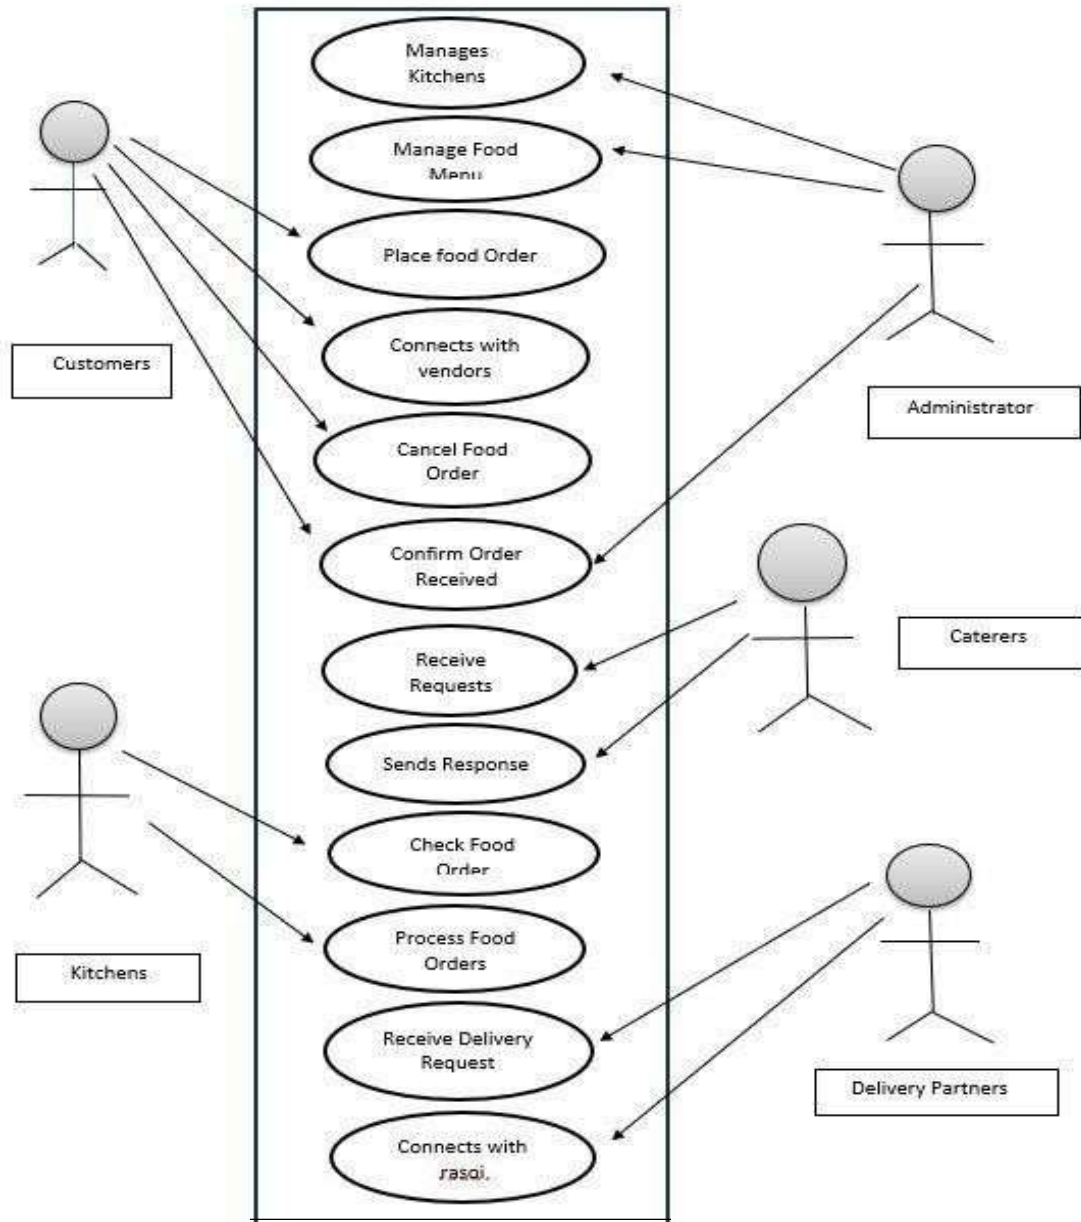 Manages
Kitchens
Manage Food
Menu
Place food Order
Connects with
vendors
Customers
Administrator
Cancel Food
Order
Confirm Order
Received
Caterers
Receive
Requests
Sends Response
Check Food
Order
Process Food
Orders
Kitchens
Receive Delivery
Request
Delivery Partners
Connects with
rasoi.